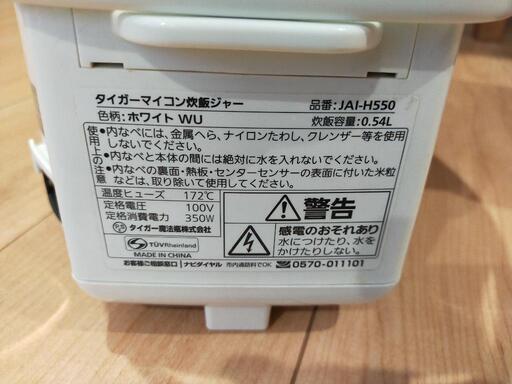 タイガーマイコン炊飯ジャー 品番：JAI-H550
色柄：ホワイト WU 炊飯容量：0.54L
使用上の注意
・内なべには、金属へら、ナイロンたわし、クレンザー等を使用
しないでください。
・内なべと本体の間には絶対に水を入れないでください。
・内なべの裏面・熱板・センターセンサーの表面に付いた米粒
などは、取り除いて使用してください。
温度ヒューズ 172℃
定格電圧 100V
定格消費電力 350W
タイガー魔法瓶株式会社
TÜVRheinland
MADE IN CHINA
警告
感電のおそれあり
水につけたり、水を
かけたりしない。
お客様ご相談窓口 ナビダイヤル 市内通話料でOK 0570-011101